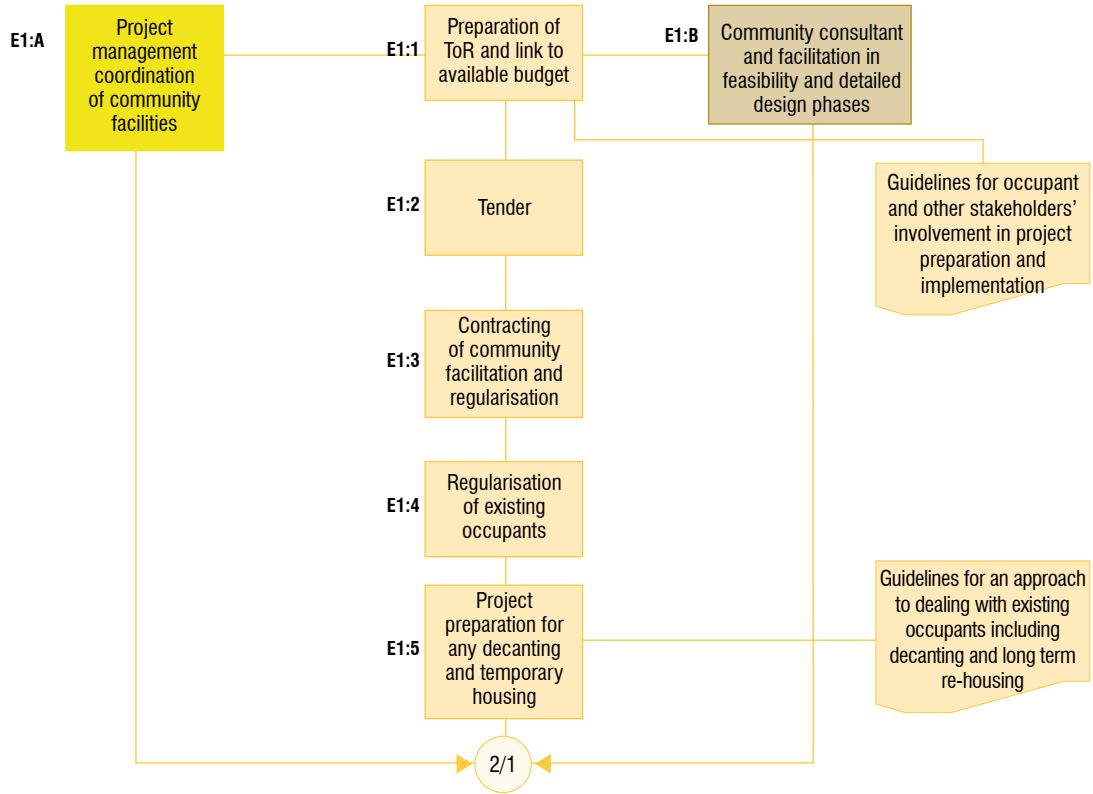 E1:A
Project
management
coordination
of community
facilities
E1:1
Preparation of
ToR and link to
available budget
E1:B
Community consultant
and facilitation in
feasibility and detailed
design phases
Guidelines for occupant
and other stakeholders’
involvement in project
preparation and
implementation
E1:2
Tender
E1:3
Contracting
of community
facilitation and
regularisation
E1:4
Regularisation
of existing
occupants
E1:5
Project
preparation for
any decanting
and temporary
housing
Guidelines for an approach
to dealing with existing
occupants including
decanting and long term
re-housing
2/1